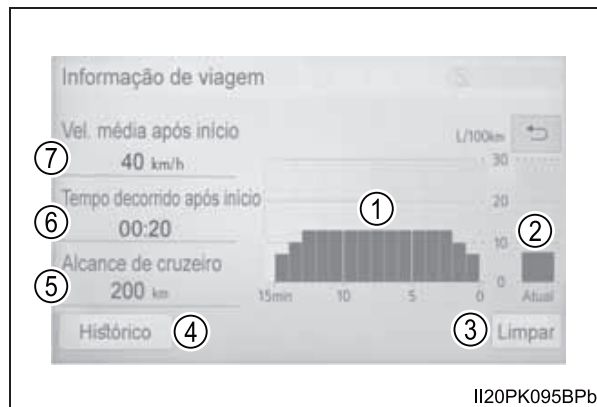 Informação de viagem
Vel. média após início
L/100km
⑦
40 km/h
30
Tempo decorrido após início
①
20
⑥
00:20
②
10
Alcance de cruzeiro
⑤
200 km
0
15min 10 5 0 Atual
Histórico ④ ③ Limpar
II20PK095BPb